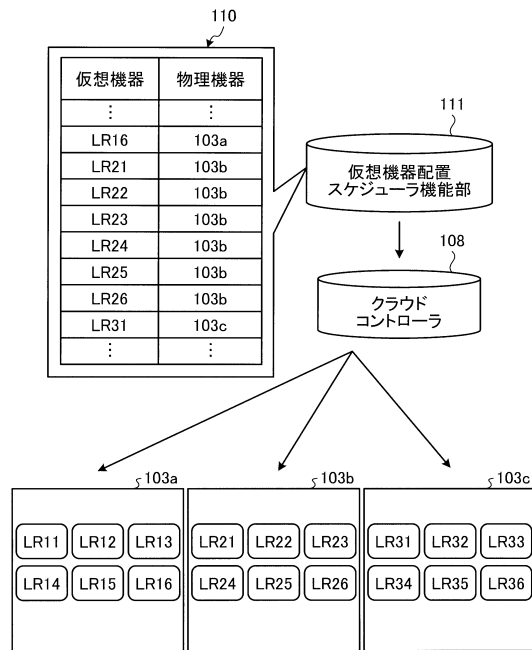 110
仮想機器 物理機器
⋮ ⋮
LR16 103a
LR21 103b
LR22 103b
LR23 103b
LR24 103b
LR25 103b
LR26 103b
LR31 103c
⋮ ⋮
111
仮想機器配置
スケジューラ機能部
108
クラウド
コントローラ
103a 103b 103c
LR11 LR12 LR13 LR21 LR22 LR23 LR31 LR32 LR33
LR14 LR15 LR16 LR24 LR25 LR26 LR34 LR35 LR36